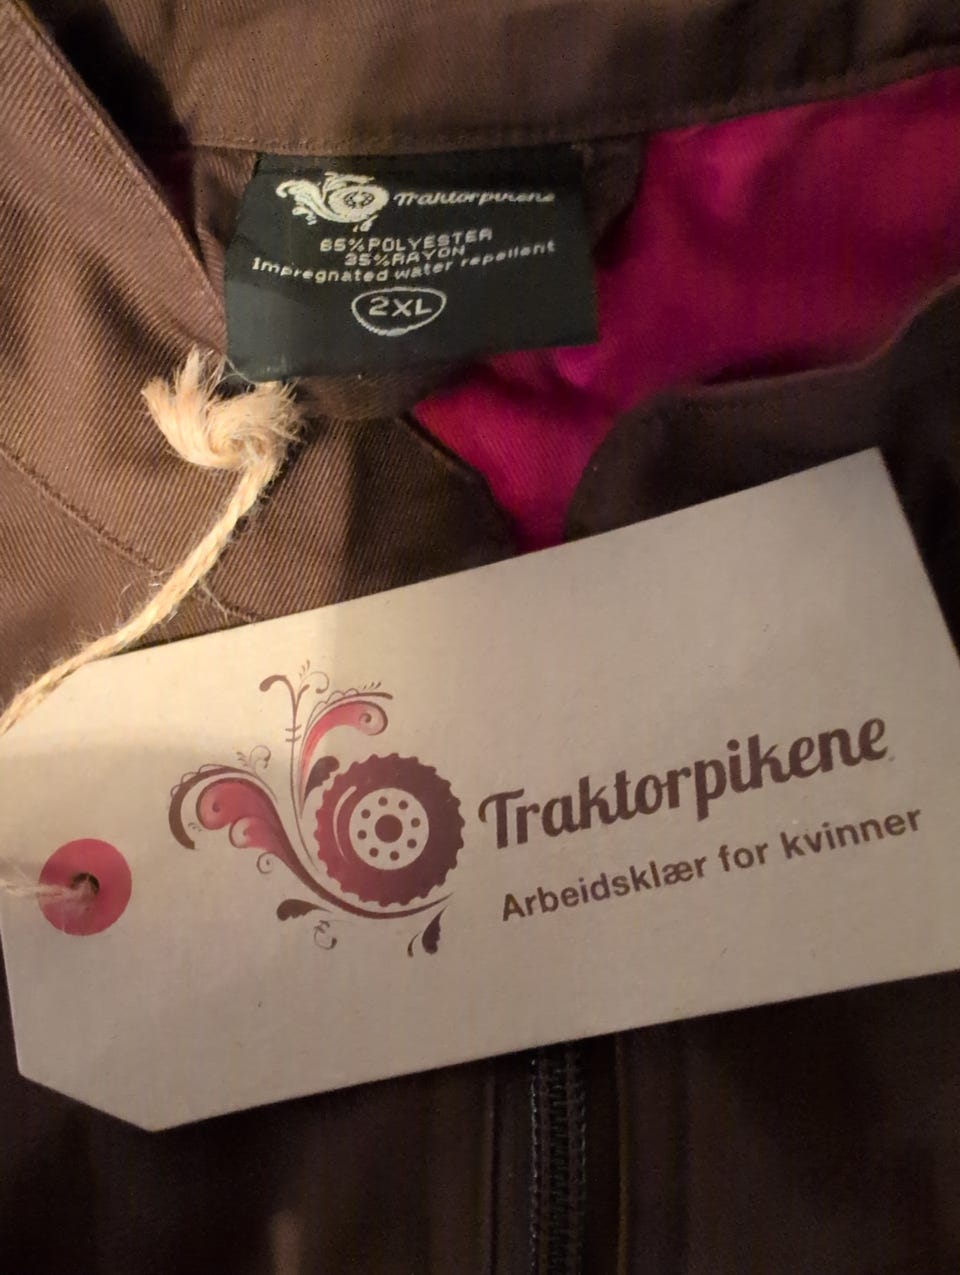 Traktorpikene
65%POLYESTER
35%RAYON
Impregnated water repellent
2XL
Traktorpikene
Arbeidsklær for kvinner